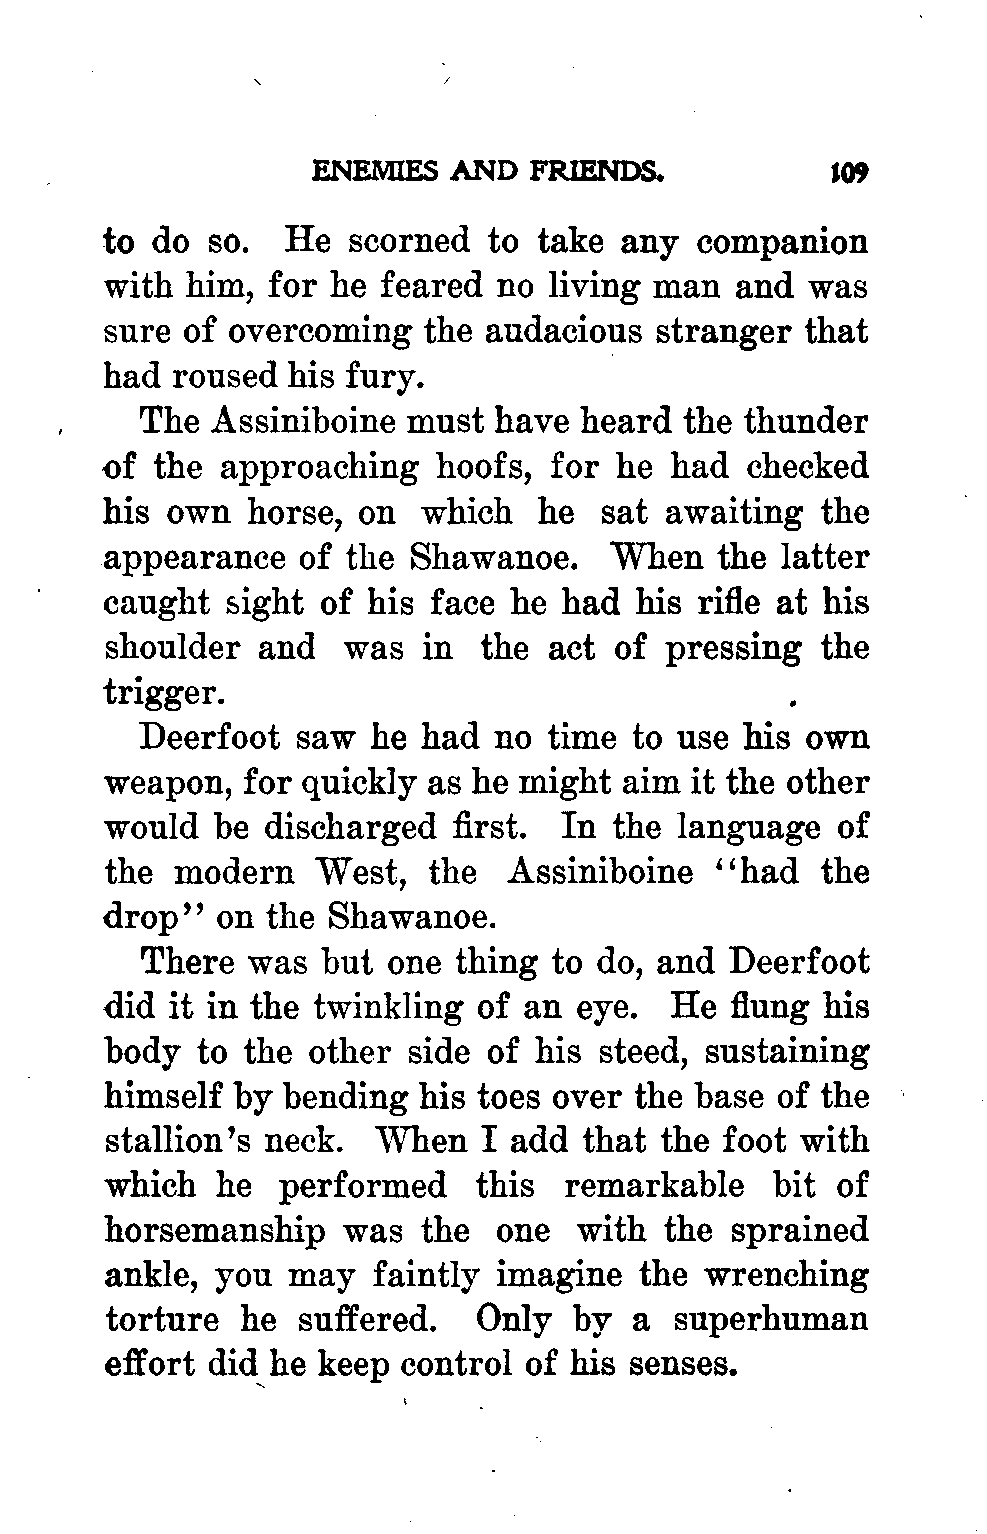 ENEMIES AND FRIENDS. 109
to do so. He scorned to take any companion
with him, for he feared no living man and was
sure of overcoming the audacious stranger that
had roused his fury.
The Assiniboine must have heard the thunder
of the approaching hoofs, for he had checked
his own horse, on which he sat awaiting the
appearance of the Shawanoe. When the latter
caught sight of his face he had his rifle at his
shoulder and was in the act of pressing the
trigger.
Deerfoot saw he had no time to use his own
weapon, for quickly as he might aim it the other
would be discharged first. In the language of
the modern West, the Assiniboine "had the
drop" on the Shawanoe.
There was but one thing to do, and Deerfoot
did it in the twinkling of an eye. He flung his
body to the other side of his steed, sustaining
himself by bending his toes over the base of the
stallion's neck. When I add that the foot with
which he performed this remarkable bit of
horsemanship was the one with the sprained
ankle, you may faintly imagine the wrenching
torture he suffered. Only by a superhuman
effort did he keep control of his senses.